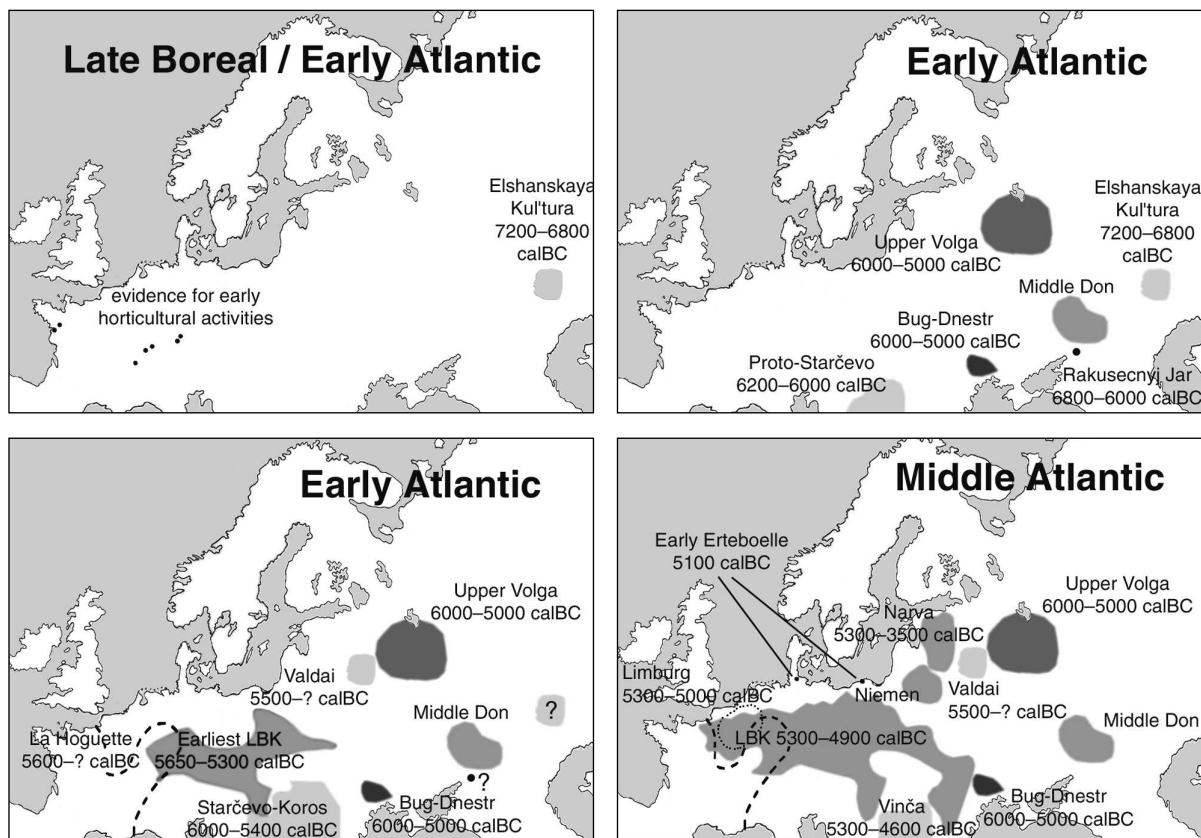 Late Boreal / Early Atlantic
Elshanskaya
Kul'tura
7200–6800
calBC
evidence for early
horticultural activities
Early Atlantic
Elshanskaya
Kul'tura
7200–6800
calBC
Upper Volga
6000–5000 calBC
Middle Don
Bug-Dnestr
6000–5000 calBC
Proto-Starčevo
6200–6000 calBC
Rakusecnyj Jar
6800–6000 calBC
Early Atlantic
Upper Volga
6000–5000 calBC
Valdai
5500–? calBC
?
Middle Don
La Hoguette
5600–? calBC
Earliest LBK
5650–5300 calBC
?
Starčevo-Koros
6000–5400 calBC
Bug-Dnestr
6000–5000 calBC
Middle Atlantic
Early Erteboelle
5100 calBC
Upper Volga
6000–5000 calBC
Narva
5300–3500 calBC
Limburg
5300–5000 calBC
Niemen
Valdai
5500–? calBC
Middle Don
LBK 5300–4900 calBC
Vinča
5300–4600 calBC
Bug-Dnestr
6000–5000 calBC